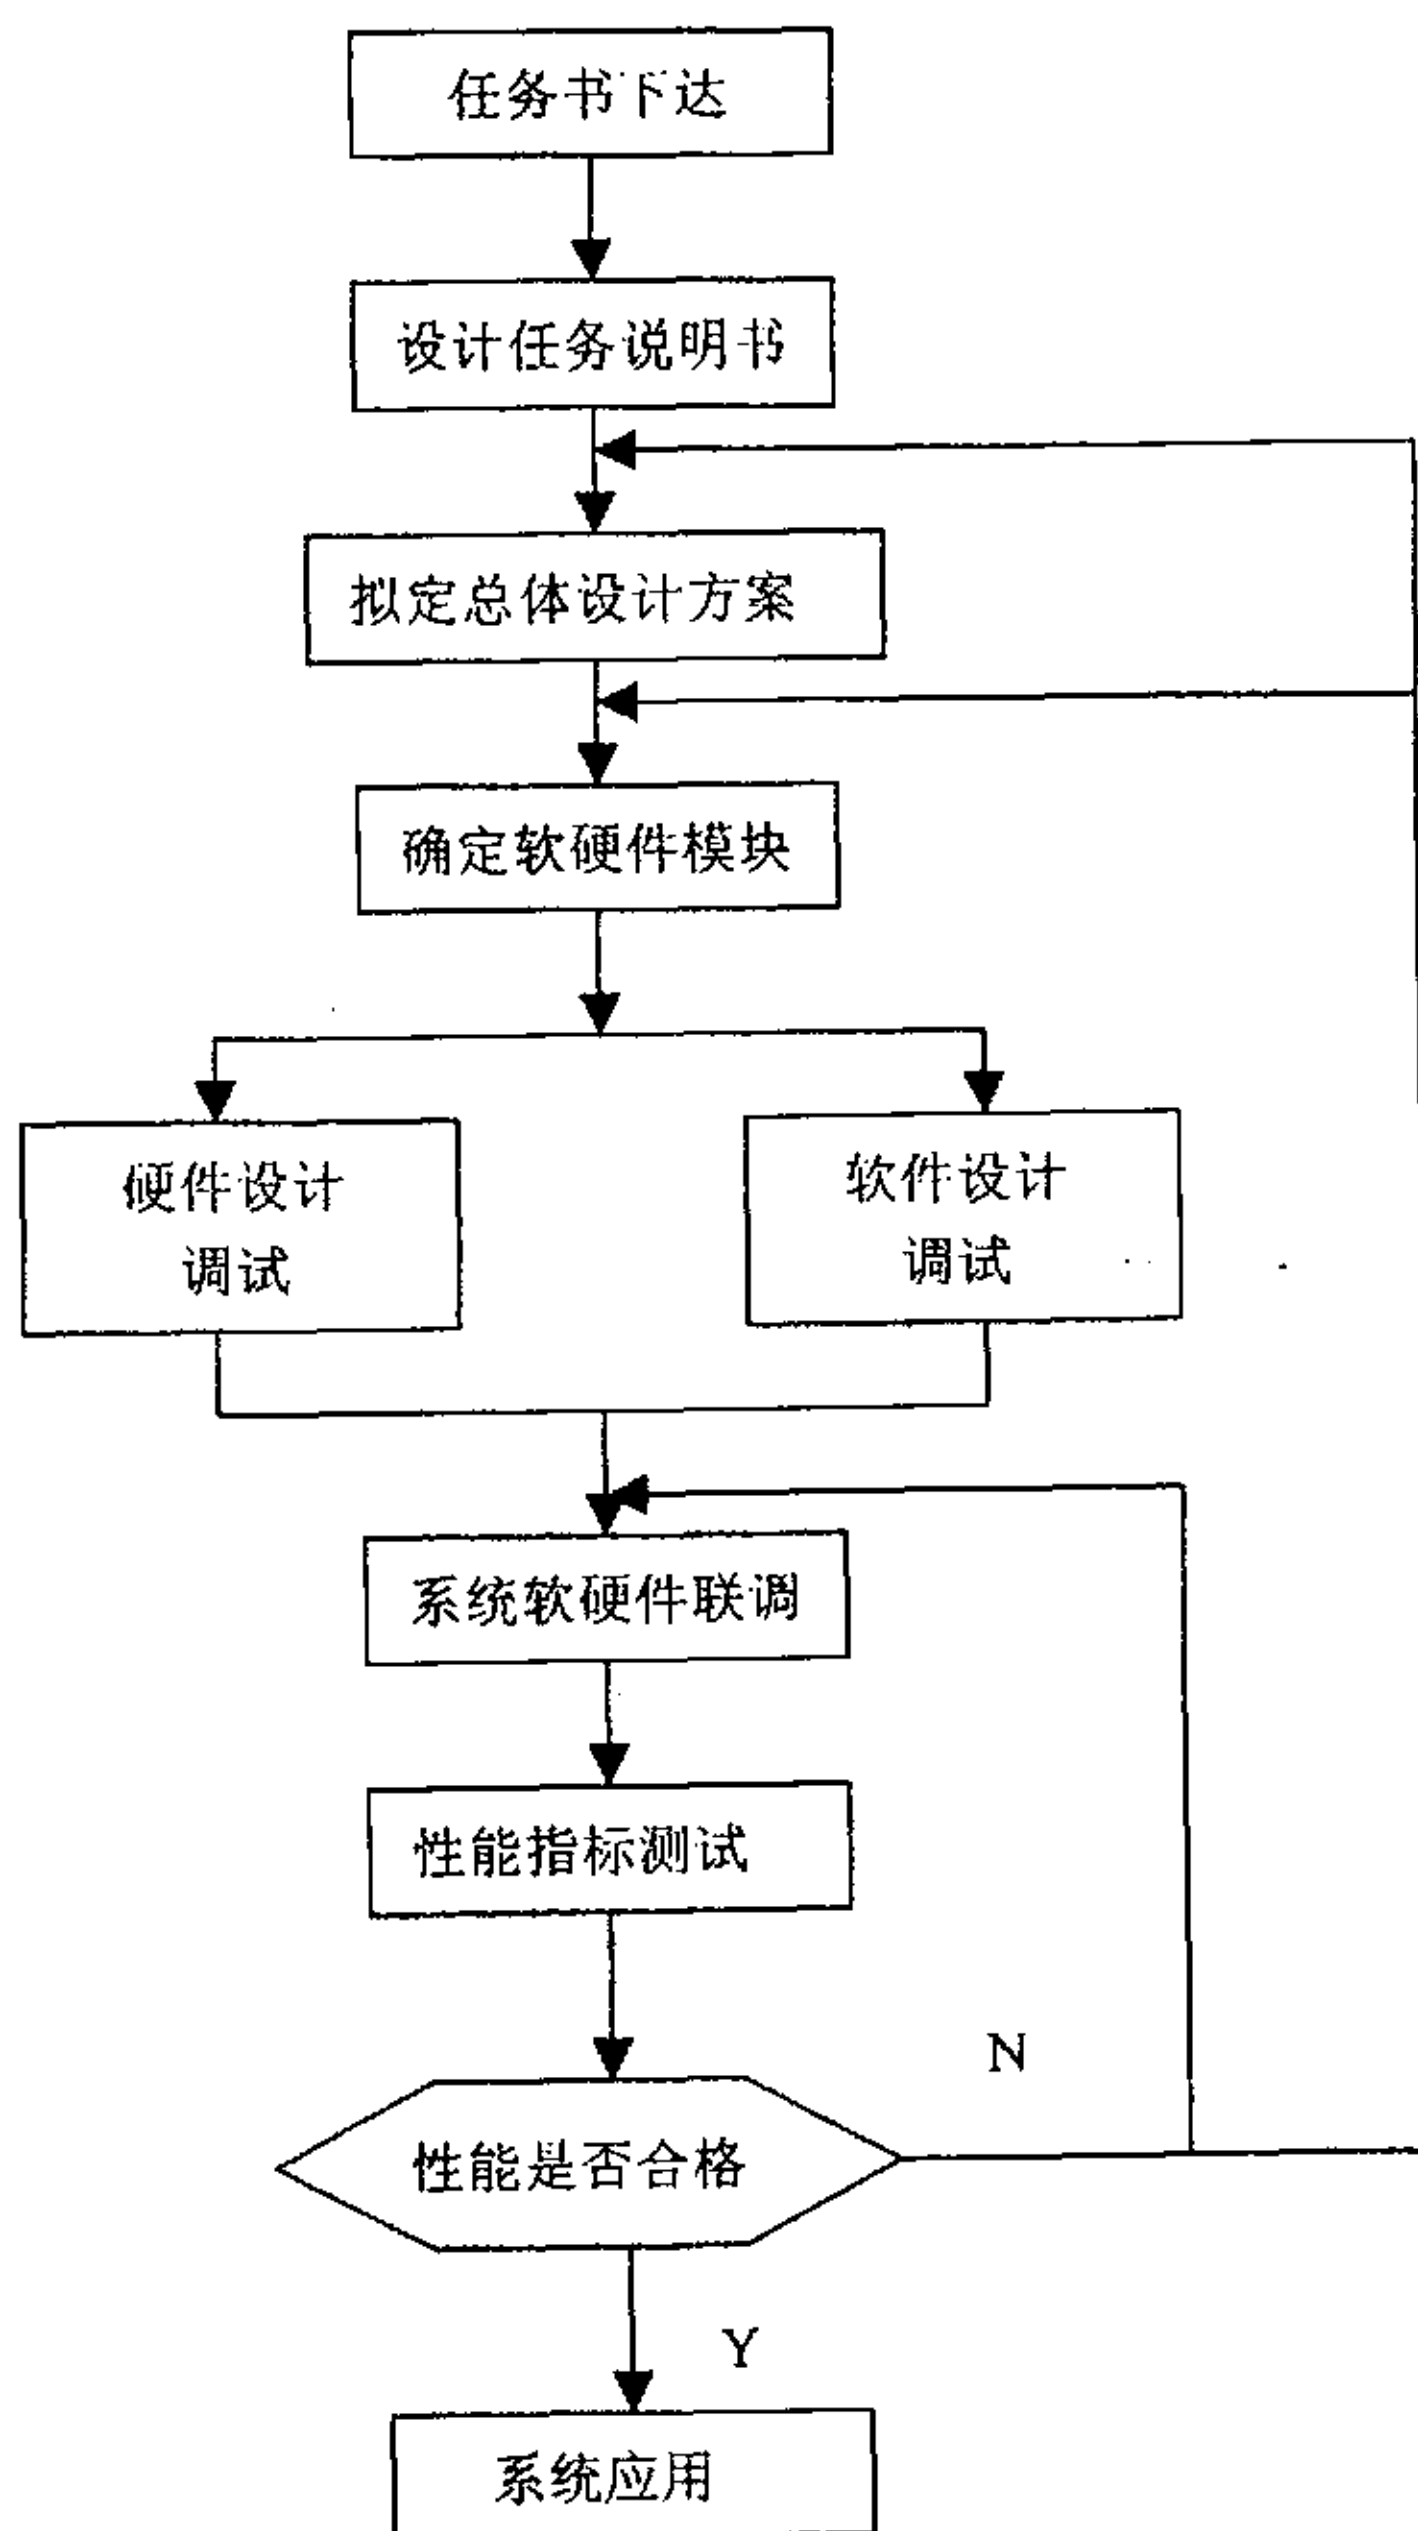 任务书下达
设计任务说明书
拟定总体设计方案
确定软硬件模块
硬件设计
调试
软件设计
调试
系统软硬件联调
性能指标测试
N
性能是否合格
Y
系统应用